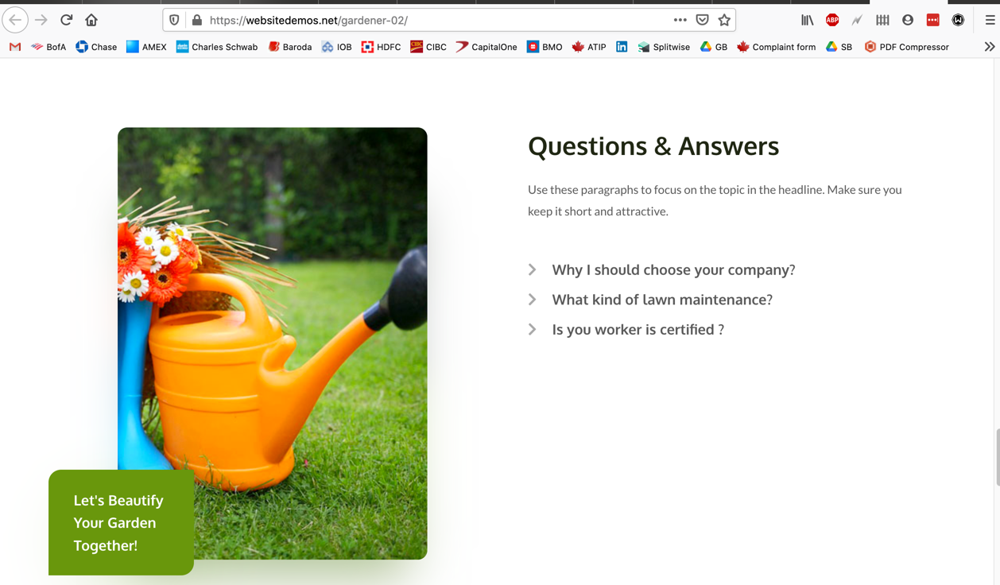 https://websitedemos.net/gardener-02/
ABP
BofA
Chase
AMEX
Charles Schwab
Baroda
IOB
HDFC
CIBC
CapitalOne
BMO
ATIP
Splitwise
GB
Complaint form
SB
PDF Compressor
Questions & Answers
Use these paragraphs to focus on the topic in the headline. Make sure you
keep it short and attractive.
Why I should choose your company?
What kind of lawn maintenance?
Is you worker is certified ?
Let's Beautify
Your Garden
Together!